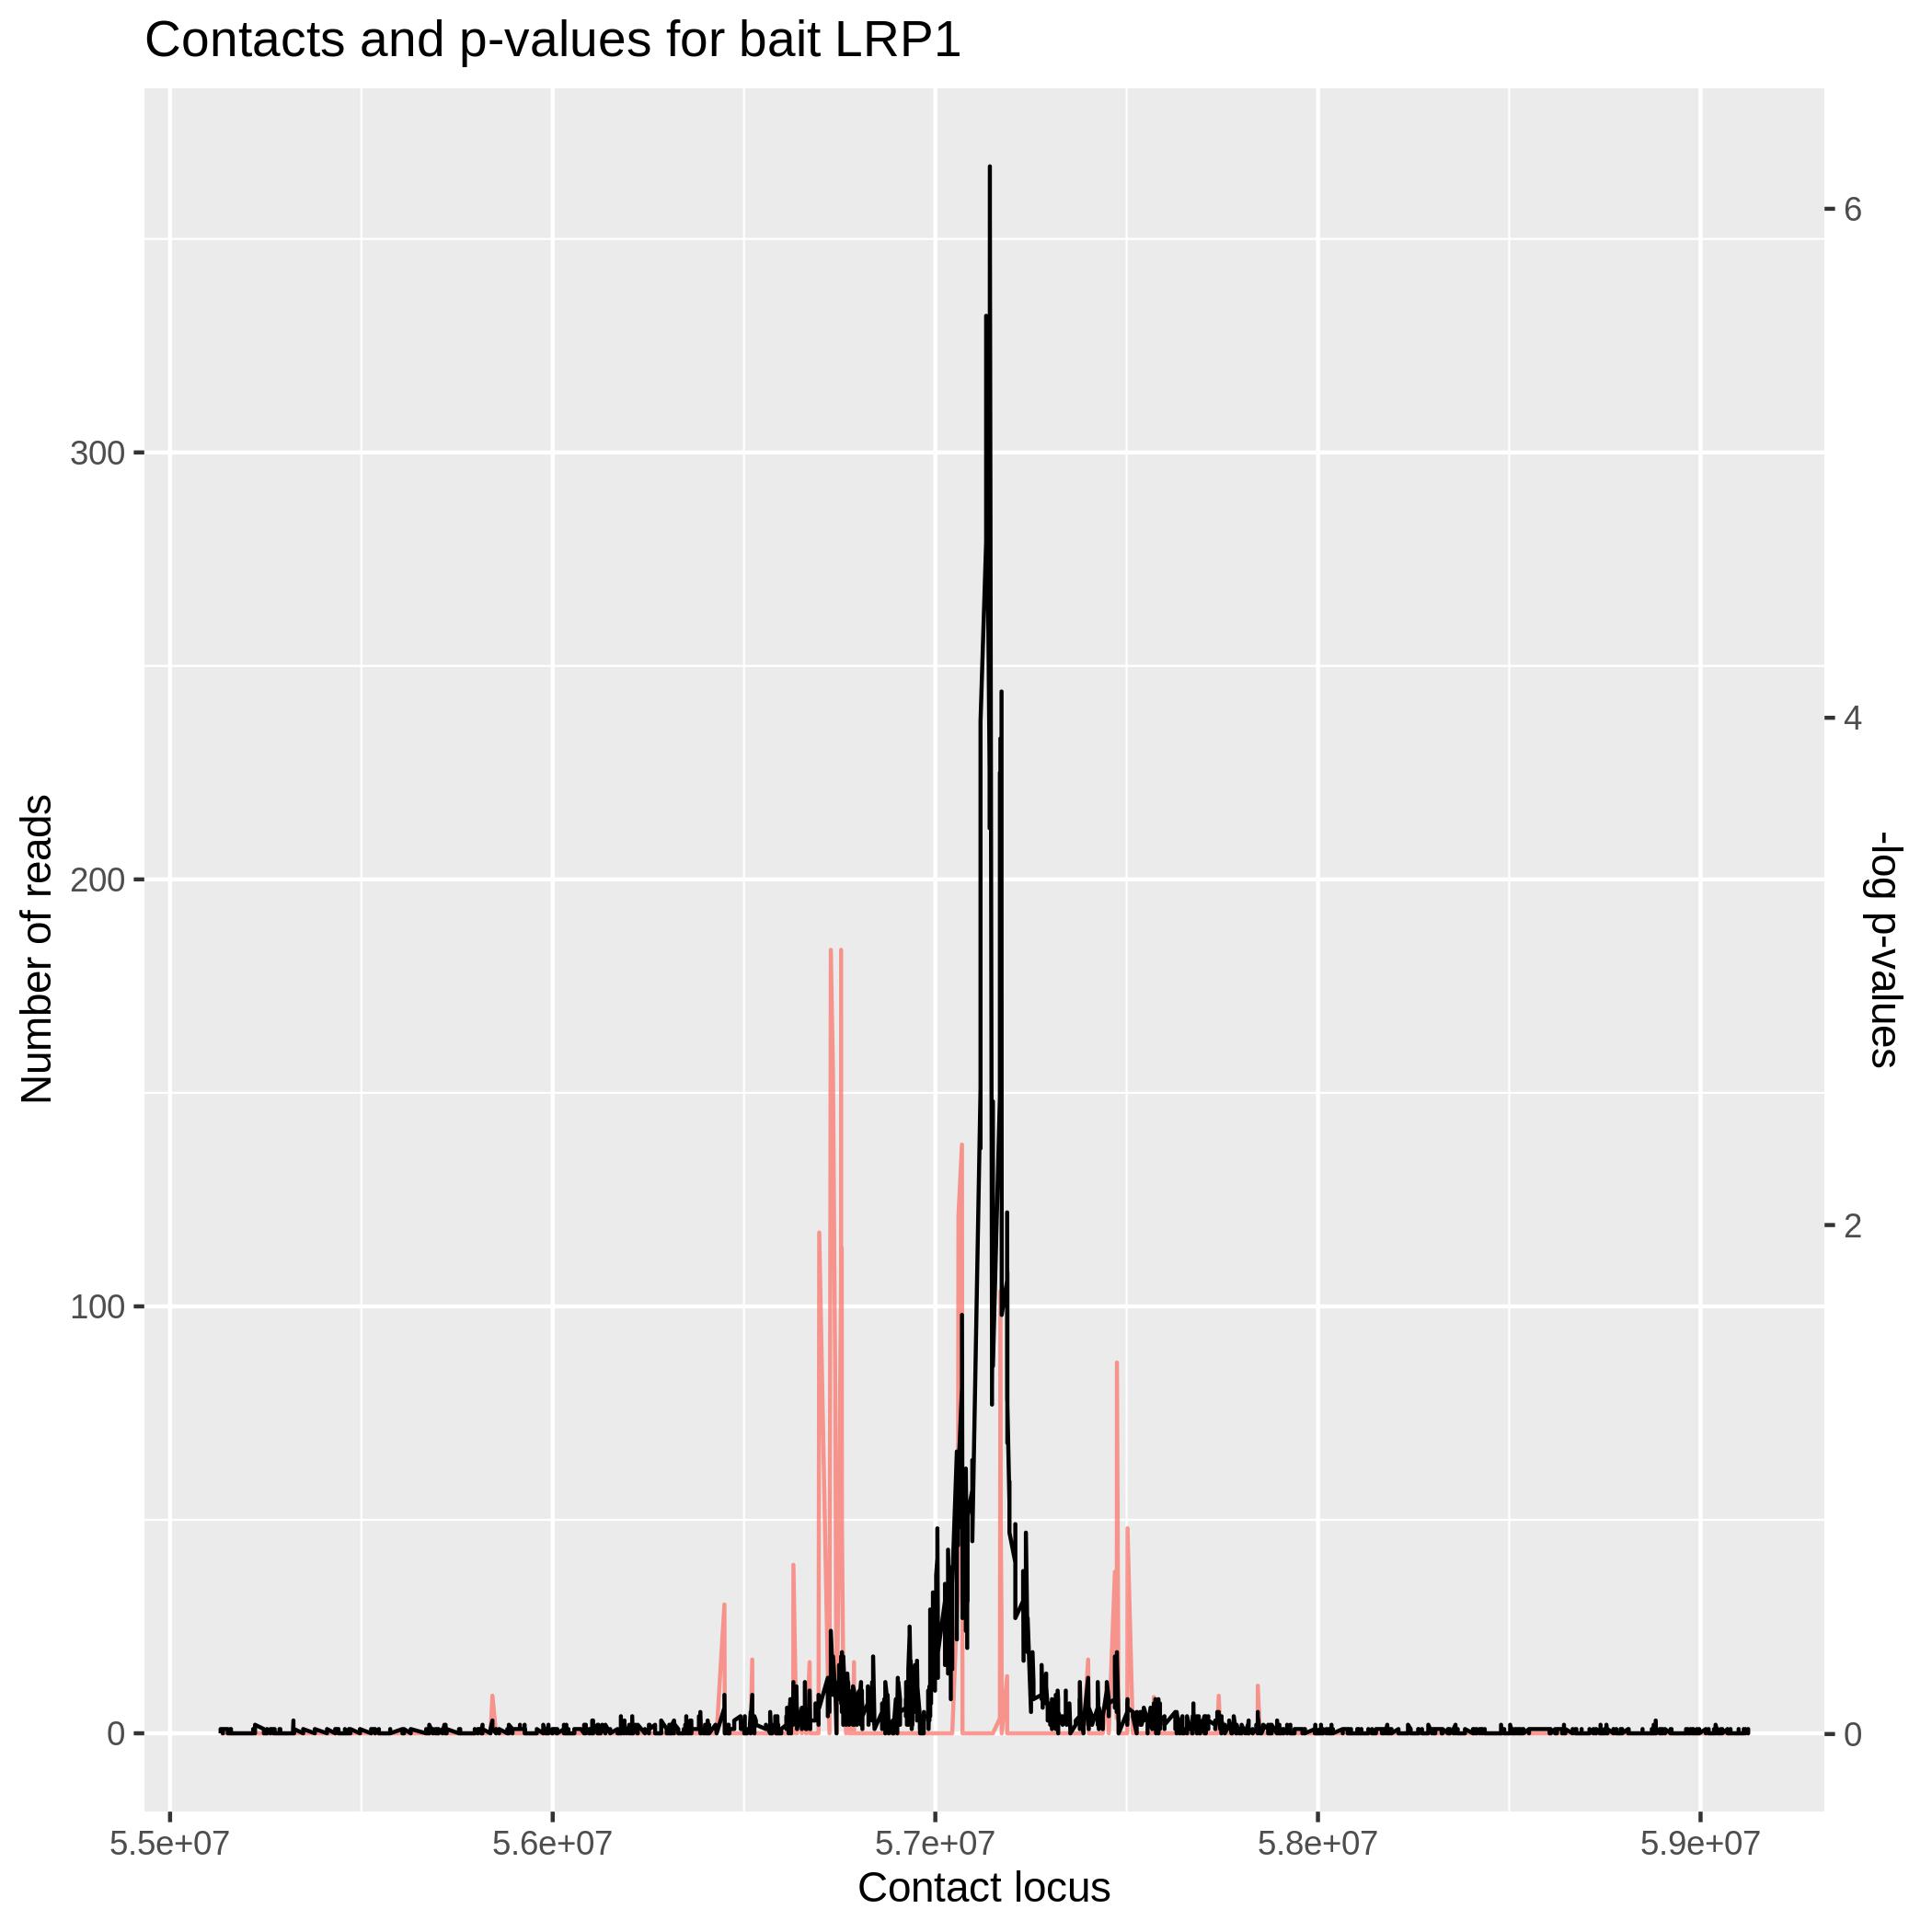 Contacts and p-values for bait LRP1
6
300
4
Number of reads
-log p-values
200
2
100
0
0
5.5e+07 5.6e+07 5.7e+07 5.8e+07 5.9e+07
Contact locus